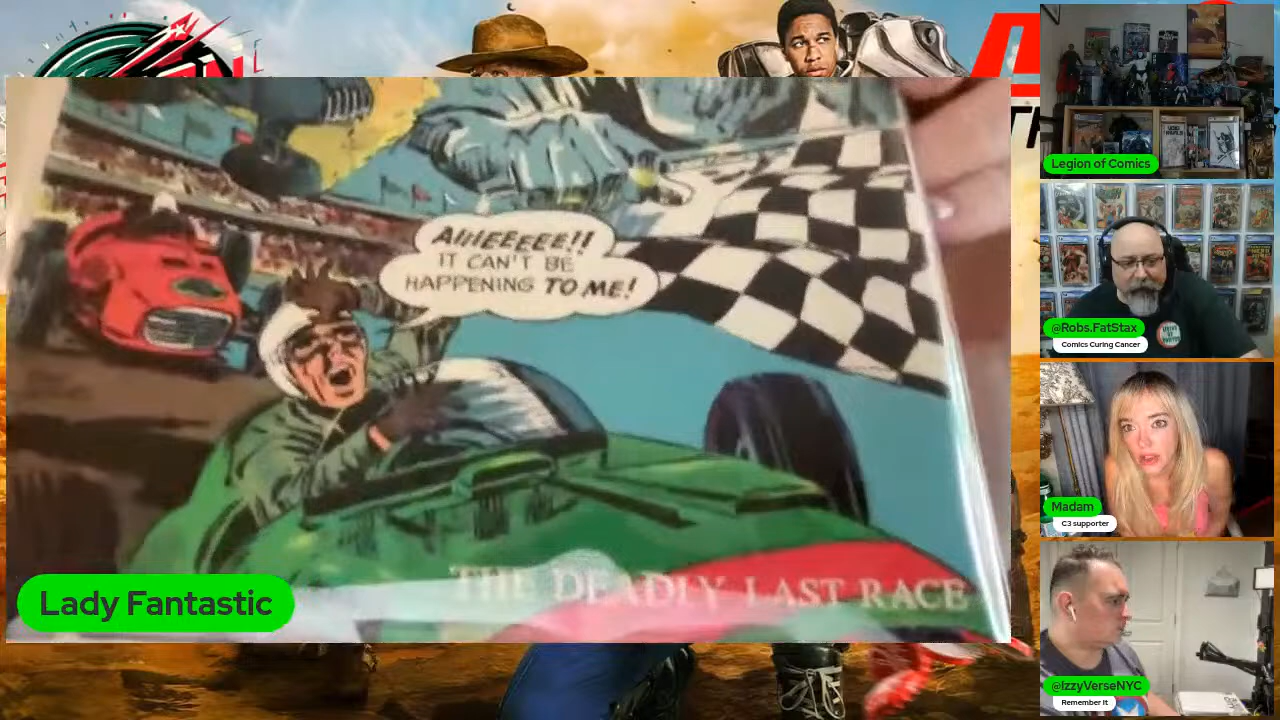 AIIEEEEE!!
IT CAN'T BE
HAPPENING TO ME!
THE DEADLY LAST RACE
Lady Fantastic
Legion of Comics
@Robs.FatStax
Comics Curing Cancer
Madam
C3 supporter
@IzzyVerseNYC
Remember It